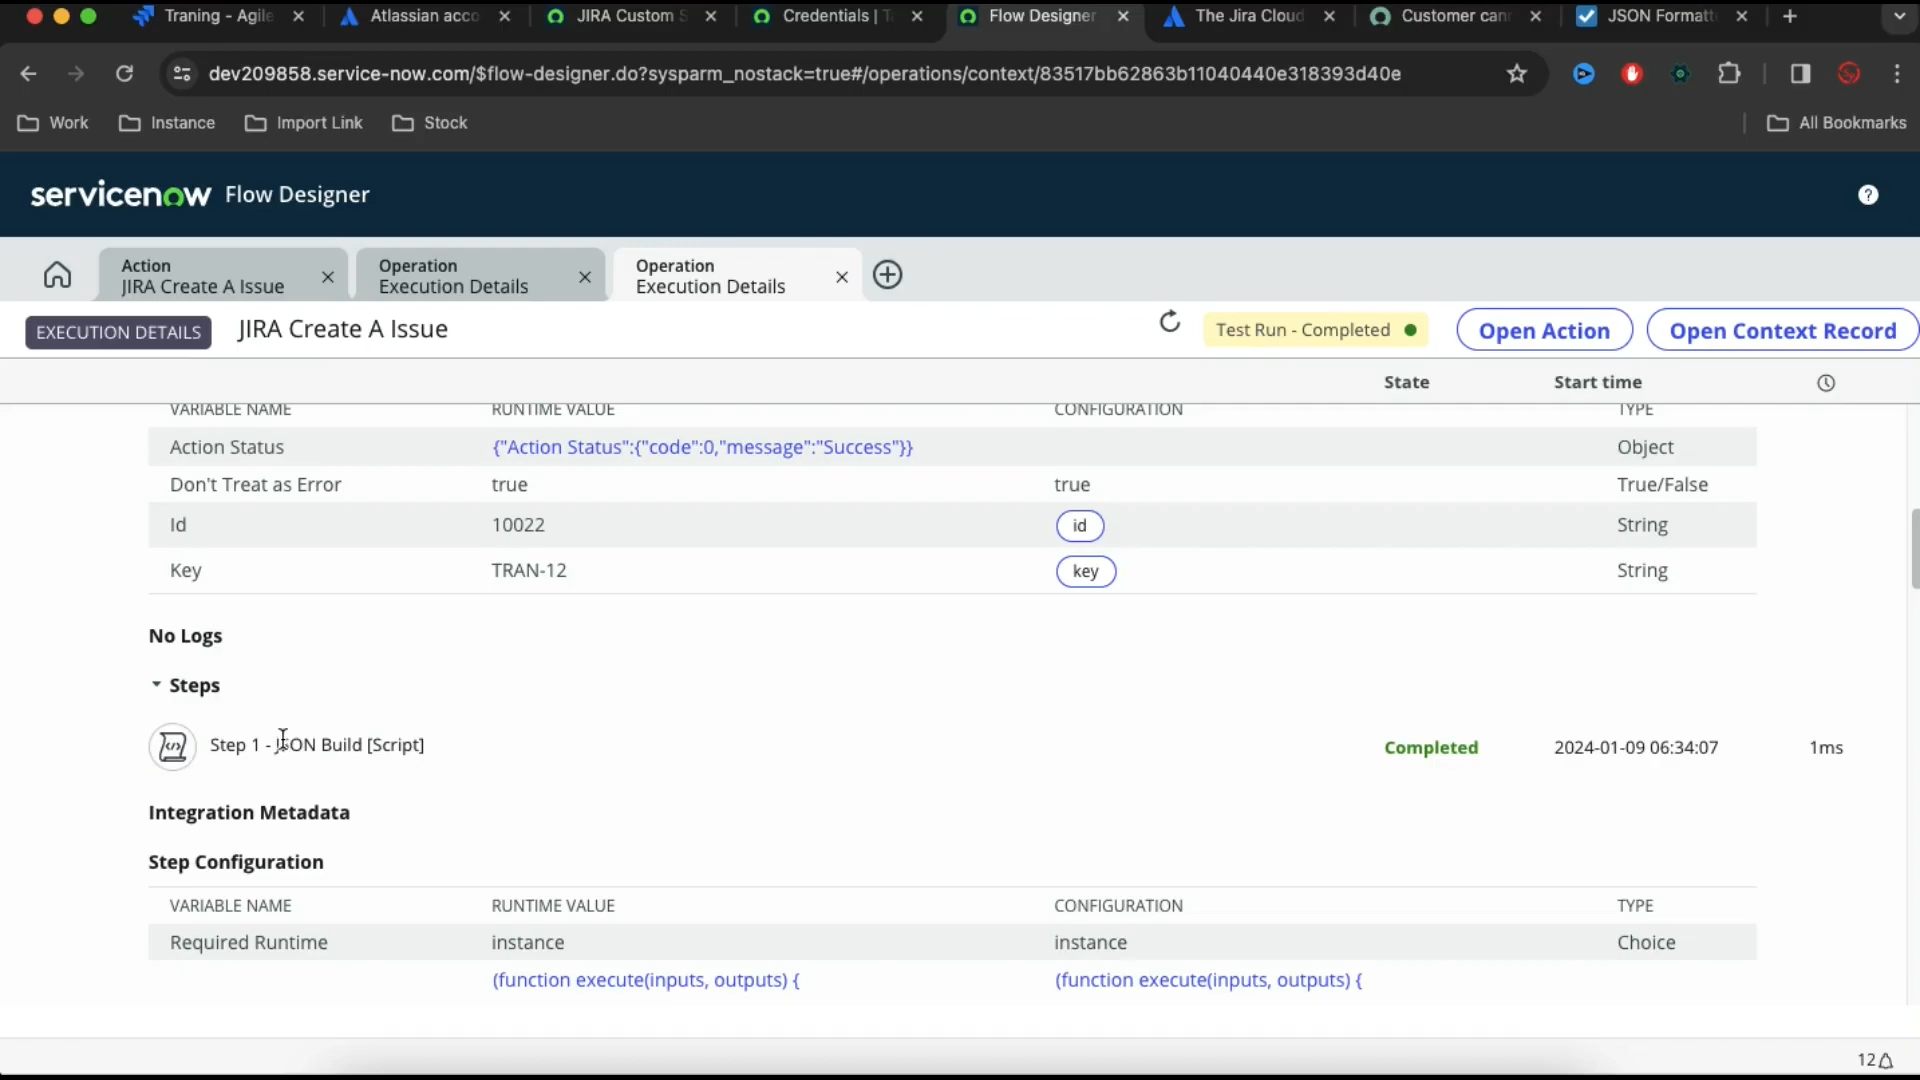 Traning - Agile
Atlassian acco
JIRA Custom S
Credentials | T
Flow Designer
The Jira Cloud
Customer can
JSON Formatt
dev209858.service-now.com/$flow-designer.do?sysparm_nostack=true#/operations/context/83517bb62863b11040440e318393d40e
Work
Instance
Import Link
Stock
All Bookmarks
servicenow Flow Designer
Action
JIRA Create A Issue
Operation
Execution Details
Operation
Execution Details
EXECUTION DETAILS
JIRA Create A Issue
Test Run - Completed
Open Action
Open Context Record
State
Start time
VARIABLE NAME RUNTIME VALUE CONFIGURATION TYPE
Action Status {"Action Status":{"code":0,"message":"Success"}} Object
Don't Treat as Error true true True/False
Id 10022 id String
Key TRAN-12 key String
No Logs
Steps
Step 1 - JSON Build [Script] Completed 2024-01-09 06:34:07 1ms
Integration Metadata
Step Configuration
VARIABLE NAME RUNTIME VALUE CONFIGURATION TYPE
Required Runtime instance instance Choice
(function execute(inputs, outputs) { (function execute(inputs, outputs) {
12